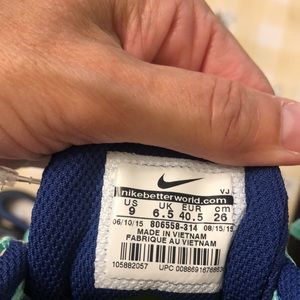 VJ
nikebetterworld.com
US UK EUR cm
9 6.5 40.5 26
06/10/15 806558-314 08/15/15
MADE IN VIETNAM
FABRIQUE AU VIETNAM
105882057 UPC